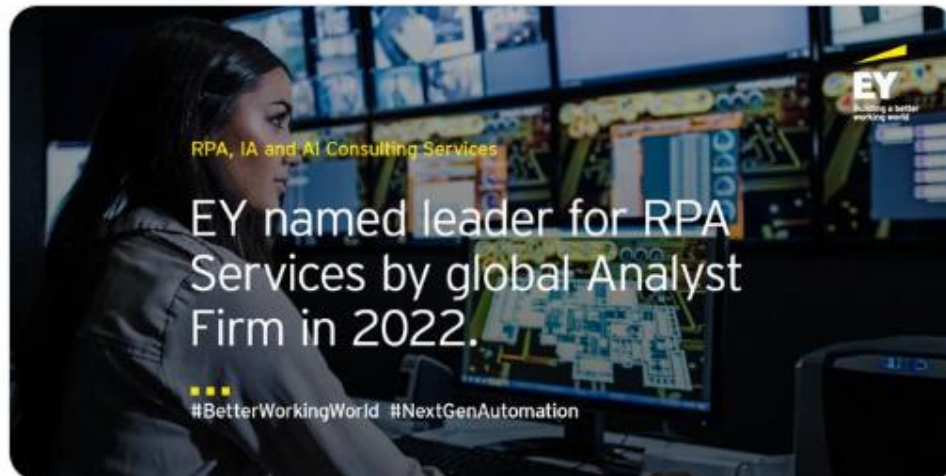 EY
Building a better
working world
RPA, IA and AI Consulting Services
EY named leader for RPA
Services by global Analyst
Firm in 2022.
#BetterWorkingWorld #NextGenAutomation